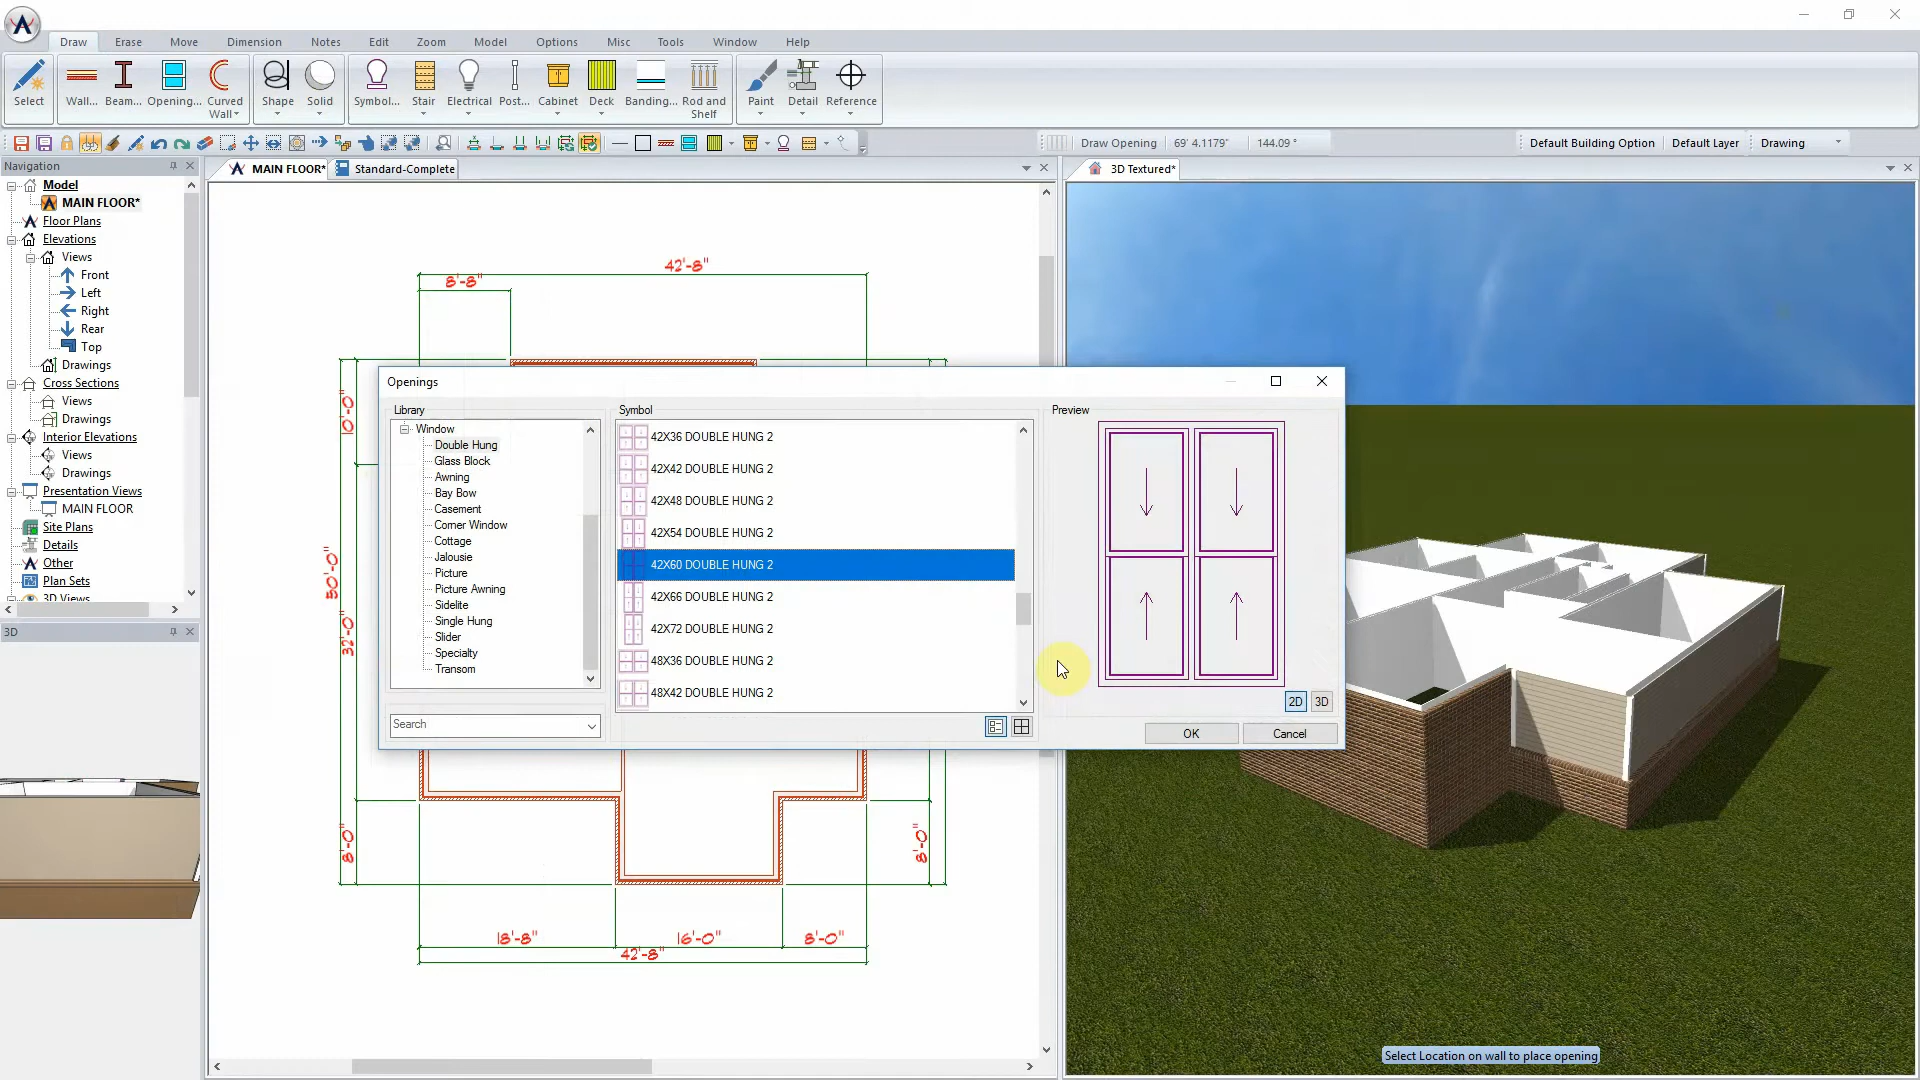 Draw
Erase
Move
Dimension
Notes
Edit
Zoom
Model
Options
Misc
Tools
Window
Help
Select
Wall...
Beam...
Opening...
Curved
Wall
Shape
Solid
Symbol...
Stair
Electrical
Post...
Cabinet
Deck
Banding...
Rod and
Shelf
Paint
Detail
Reference
Draw Opening 69' 4.1179" 144.09 °
Default Building Option
Default Layer
Drawing
Navigation
Model
MAIN FLOOR*
Floor Plans
Elevations
Views
Front
Left
Right
Rear
Top
Drawings
Cross Sections
Views
Drawings
Interior Elevations
Views
Drawings
Presentation Views
MAIN FLOOR
Site Plans
Details
Other
Plan Sets
3D Views
3D
MAIN FLOOR*
Standard-Complete
3D Textured*
42'-8"
8'-8"
10'-0"
50'-0"
32'-0"
8'-0"
8'-0"
18'-8"
16'-0"
8'-0"
42'-8"
Openings
Library
Window
Double Hung
Glass Block
Awning
Bay Bow
Casement
Corner Window
Cottage
Jalousie
Picture
Picture Awning
Sidelite
Single Hung
Slider
Specialty
Transom
Search
Symbol
42X36 DOUBLE HUNG 2
42X42 DOUBLE HUNG 2
42X48 DOUBLE HUNG 2
42X54 DOUBLE HUNG 2
42X60 DOUBLE HUNG 2
42X66 DOUBLE HUNG 2
42X72 DOUBLE HUNG 2
48X36 DOUBLE HUNG 2
48X42 DOUBLE HUNG 2
Preview
2D
3D
OK
Cancel
Select Location on wall to place opening